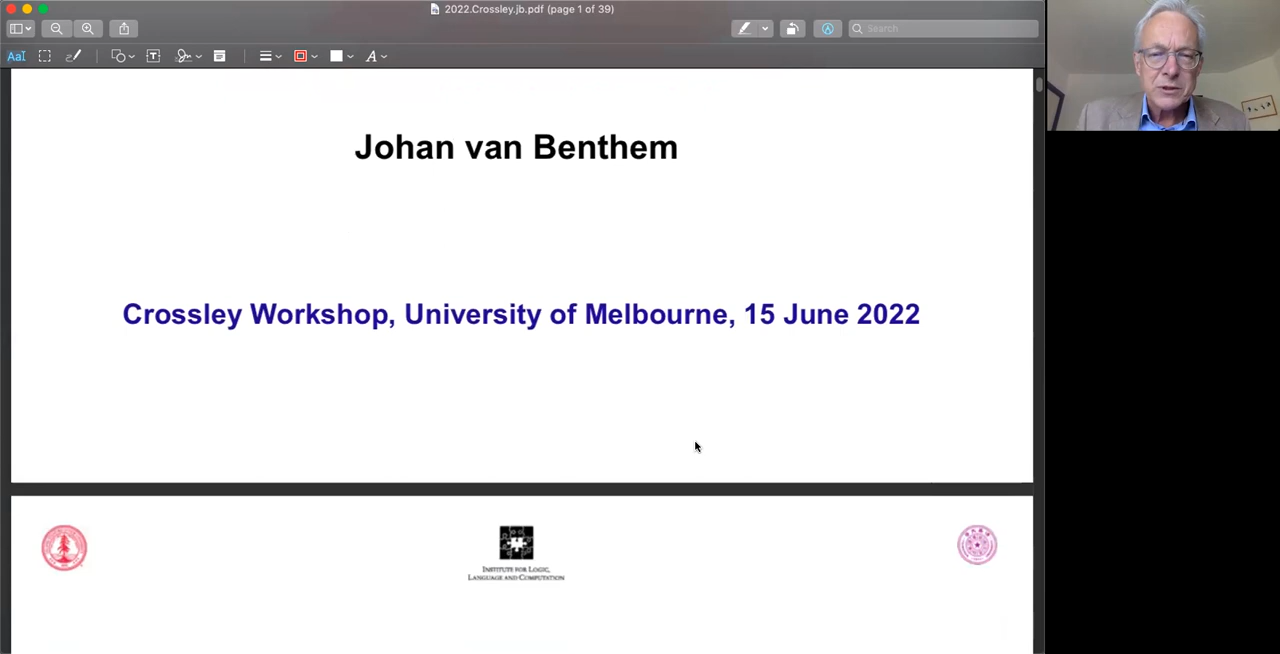 2022.Crossley.jb.pdf (page 1 of 39)
Search
AaI
T
A
Johan van Benthem
Crossley Workshop, University of Melbourne, 15 June 2022
INSTITUTE FOR LOGIC,
LANGUAGE AND COMPUTATION